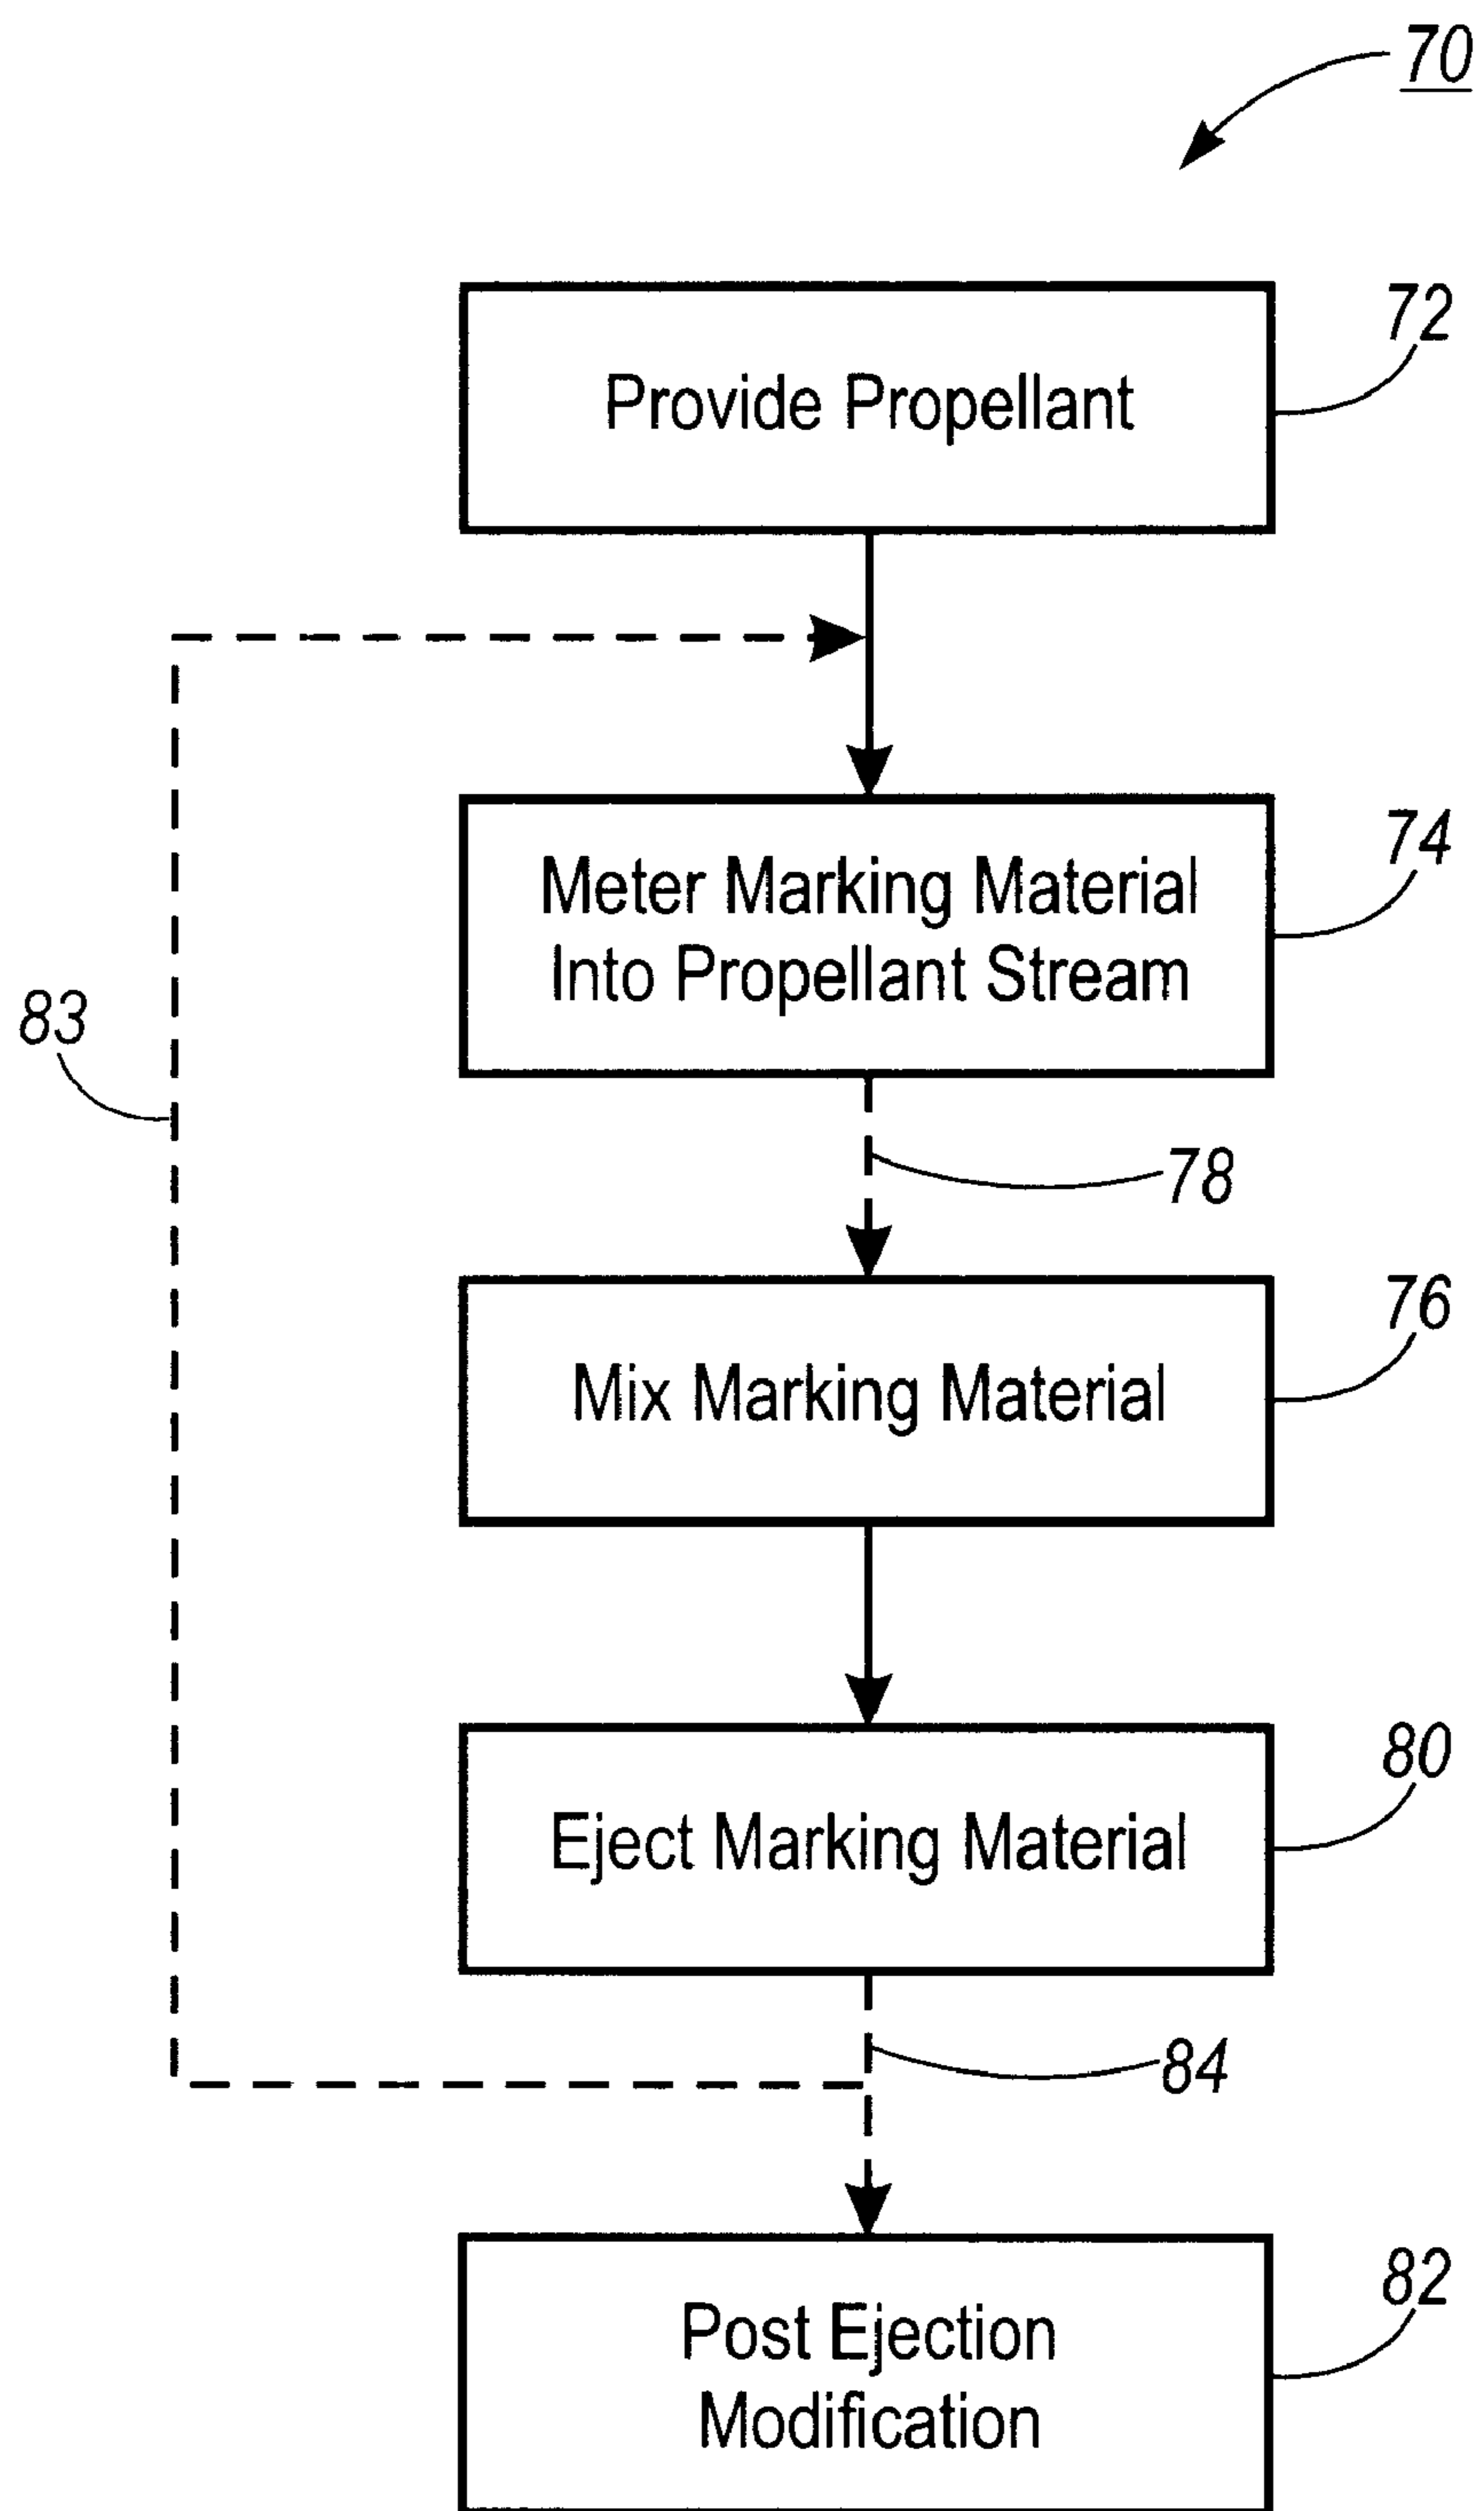 70
72
Provide Propellant
74
Meter Marking Material
Into Propellant Stream
83
78
76
Mix Marking Material
80
Eject Marking Material
84
82
Post Ejection
Modification